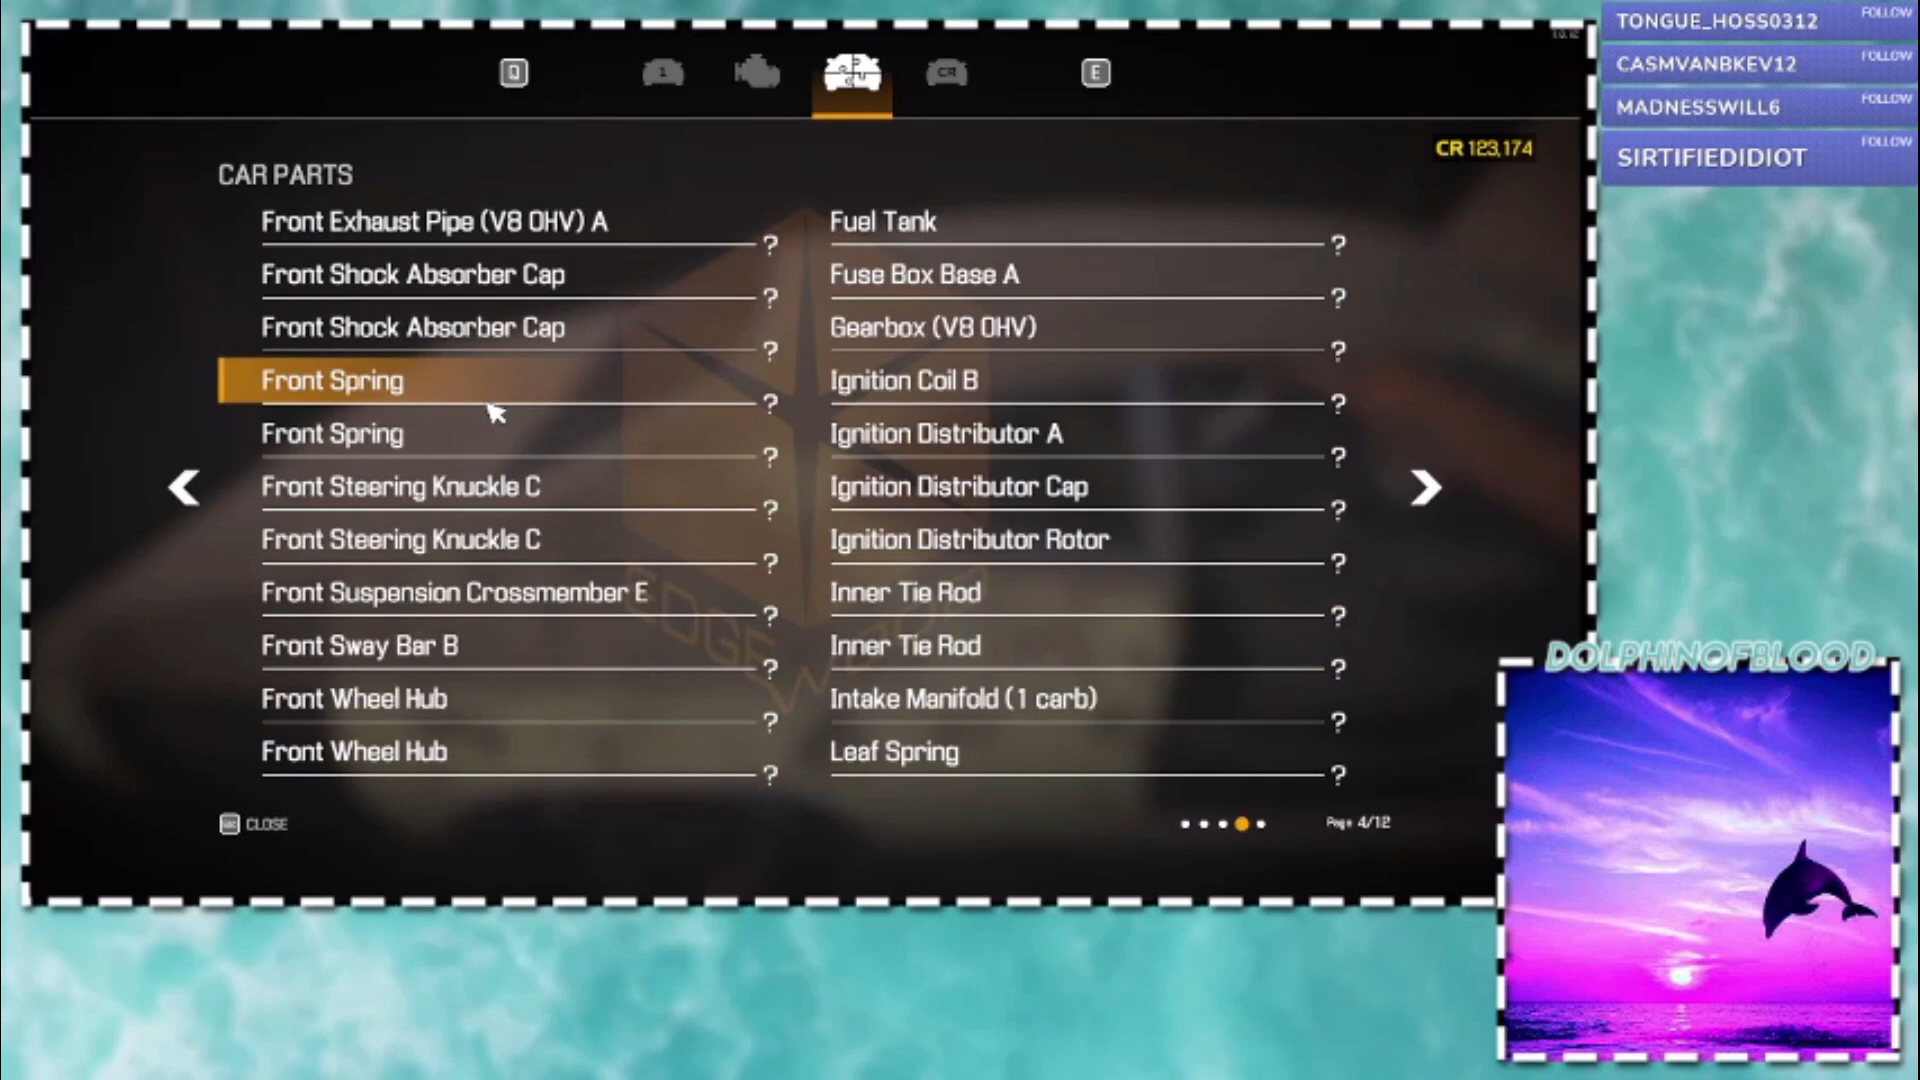 TONGUE_HOSS0312 FOLLOW
CASMVANBKEV12 FOLLOW
MADNESSWILL6 FOLLOW
SIRTIFIEDIDIOT FOLLOW
Q 1 CR E
CR 123,174
CAR PARTS
Front Exhaust Pipe (V8 OHV) A ?
Front Shock Absorber Cap ?
Front Shock Absorber Cap ?
Front Spring ?
Front Spring ?
Front Steering Knuckle C ?
Front Steering Knuckle C ?
Front Suspension Crossmember E ?
Front Sway Bar B ?
Front Wheel Hub ?
Front Wheel Hub ?
Fuel Tank ?
Fuse Box Base A ?
Gearbox (V8 OHV) ?
Ignition Coil B ?
Ignition Distributor A ?
Ignition Distributor Cap ?
Ignition Distributor Rotor ?
Inner Tie Rod ?
Inner Tie Rod ?
Intake Manifold (1 carb) ?
Leaf Spring ?
CLOSE
Page 4/12
DOLPHINOFBLOOD